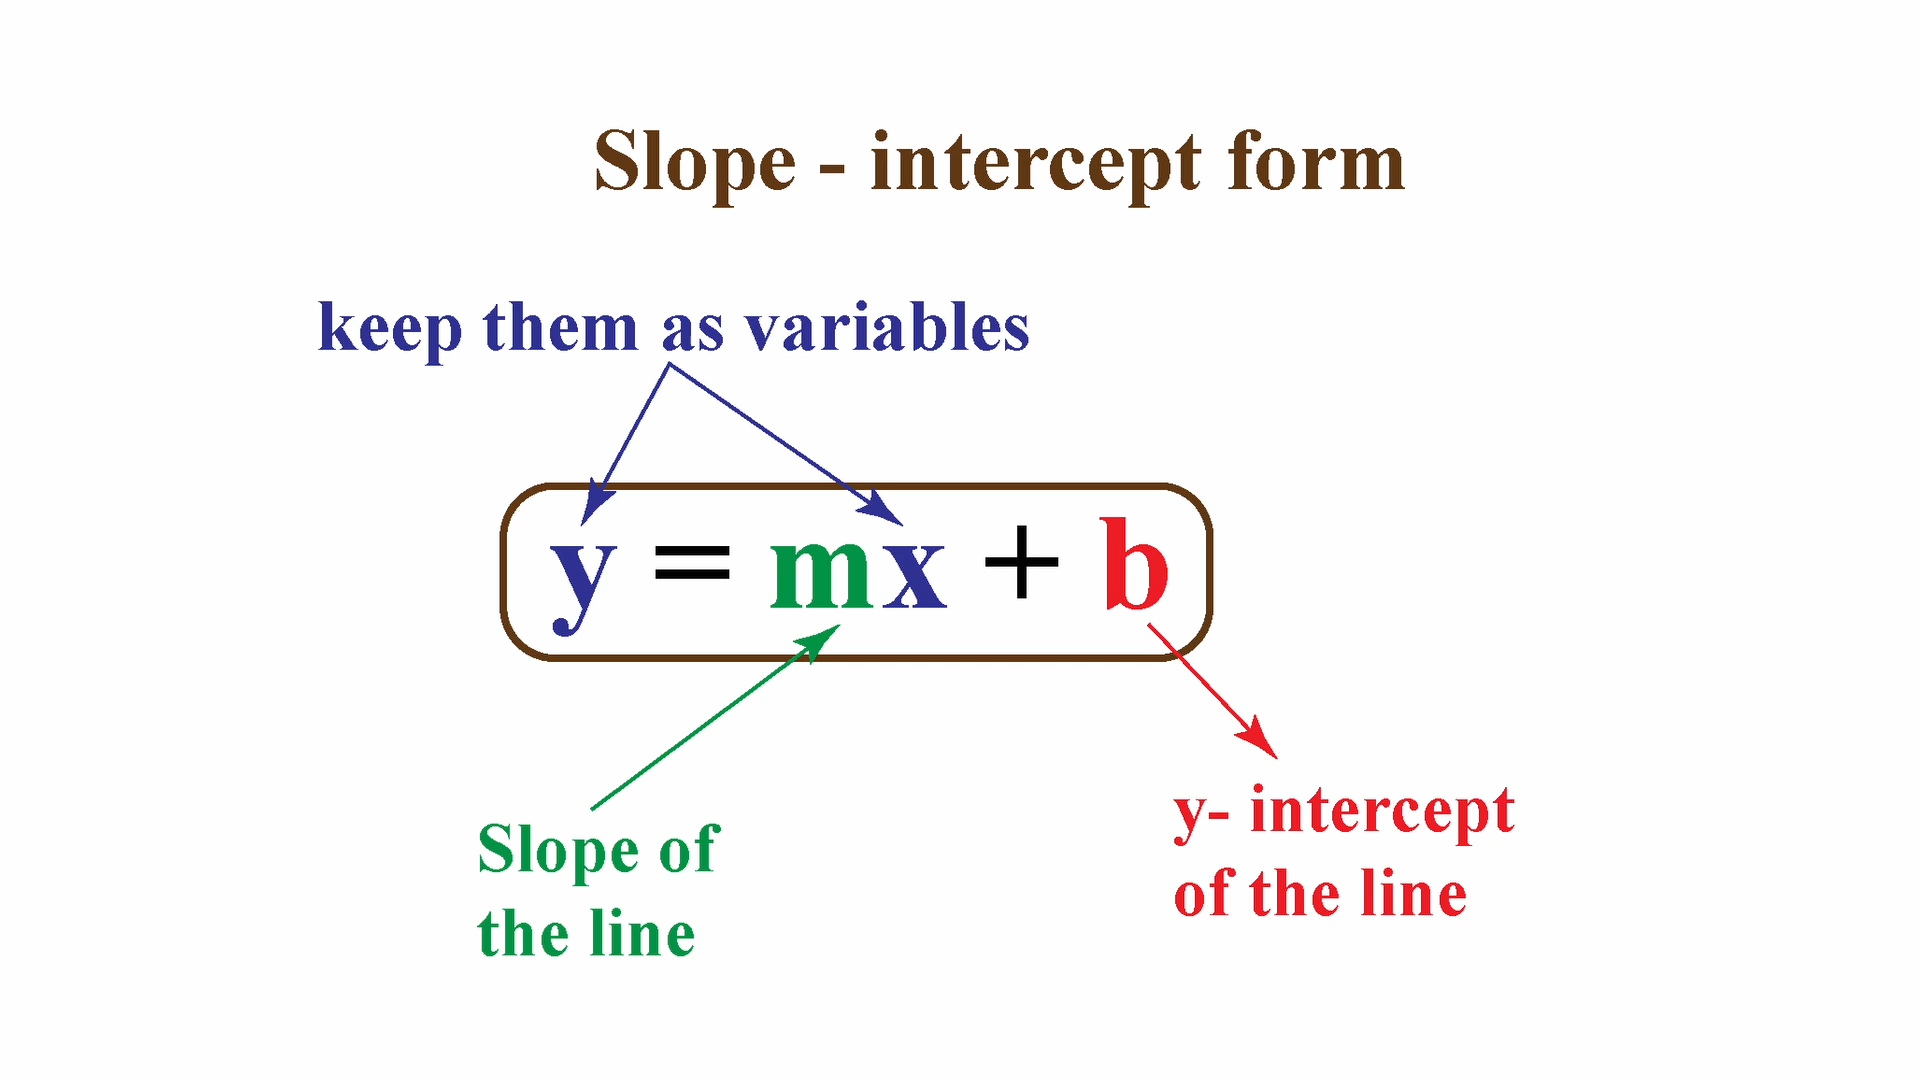 Slope - intercept form
keep them as variables
y = mx + b
Slope of
the line
y- intercept
of the line